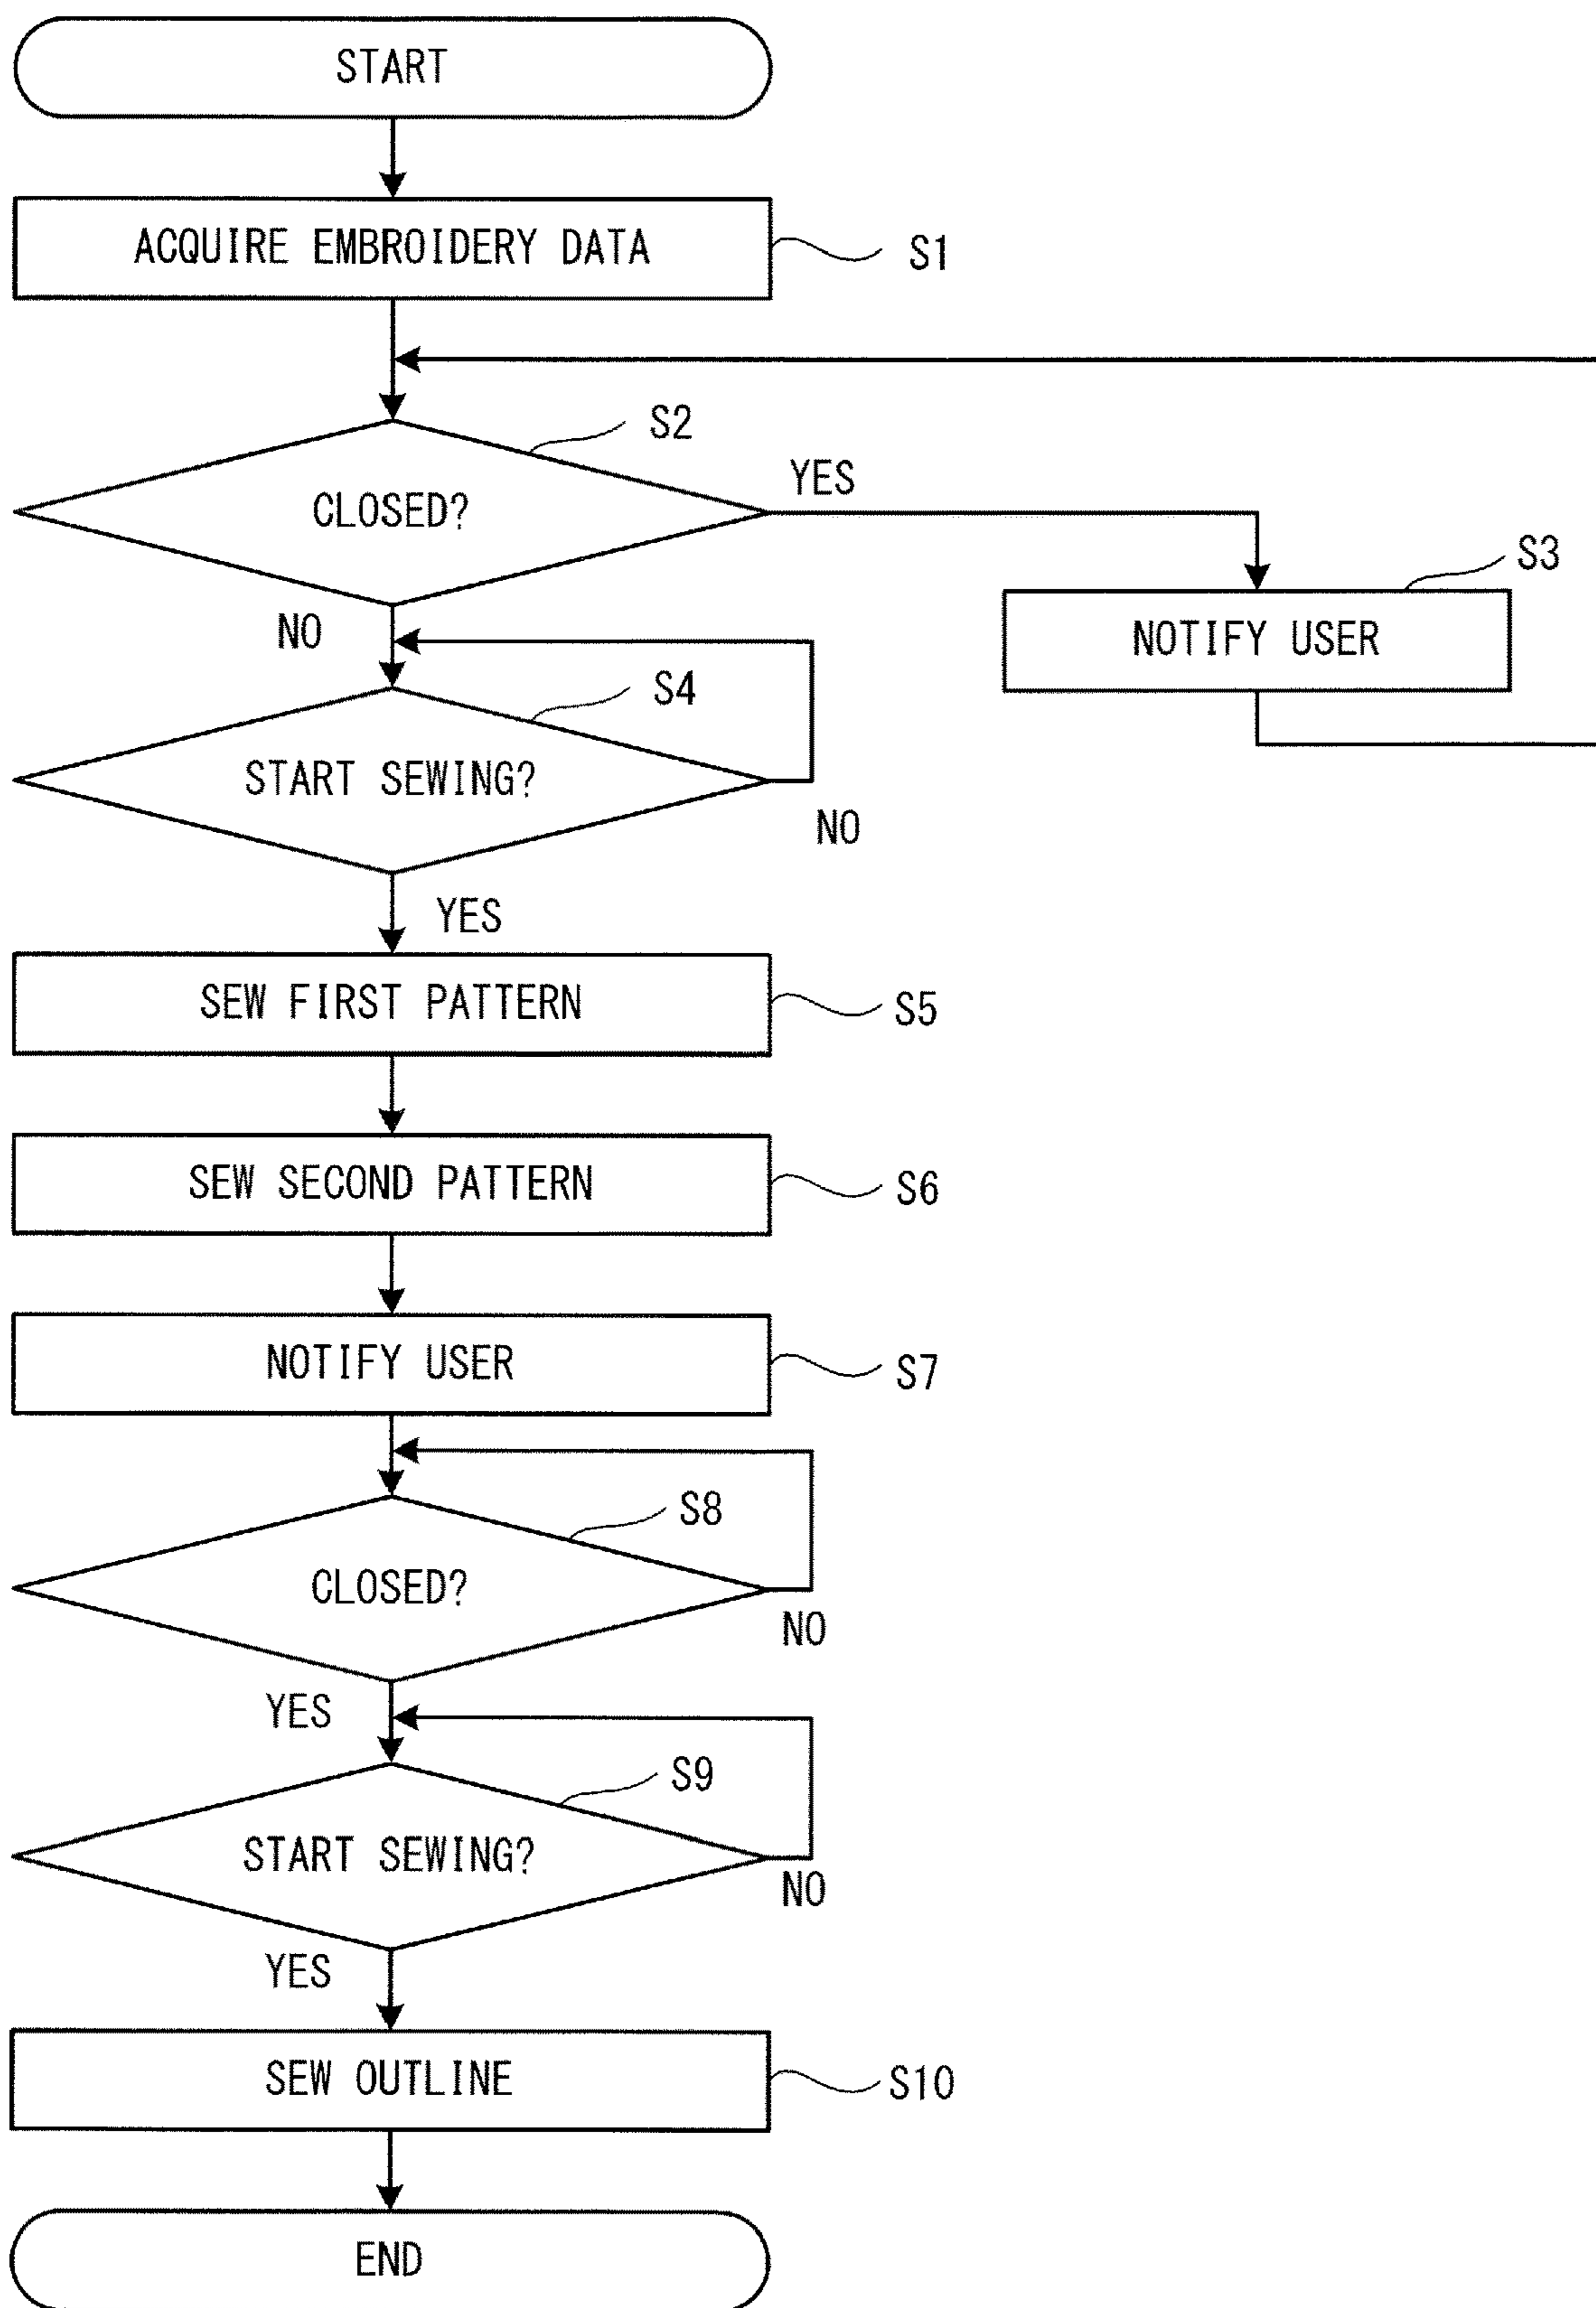 START
ACQUIRE EMBROIDERY DATA
S1
S2
CLOSED?
YES
S3
NOTIFY USER
NO
S4
START SEWING?
NO
YES
SEW FIRST PATTERN
S5
SEW SECOND PATTERN
S6
NOTIFY USER
S7
S8
CLOSED?
NO
YES
S9
START SEWING?
NO
YES
SEW OUTLINE
S10
END